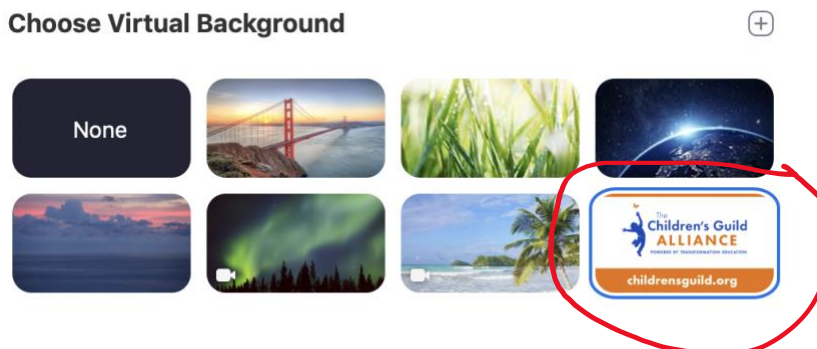 Choose Virtual Background
None
The
Children's Guild
ALLIANCE
POWERED BY TRANSFORMATION EDUCATION
childrensguild.org